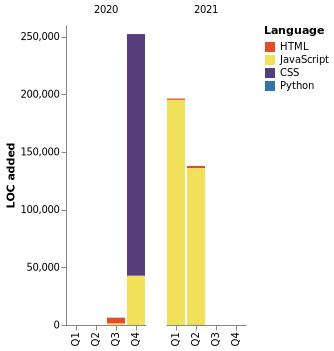 2020 2021
Language
HTML
JavaScript
CSS
Python
LOC added
250,000
200,000
150,000
100,000
50,000
0
Q1 Q2 Q3 Q4 Q1 Q2 Q3 Q4